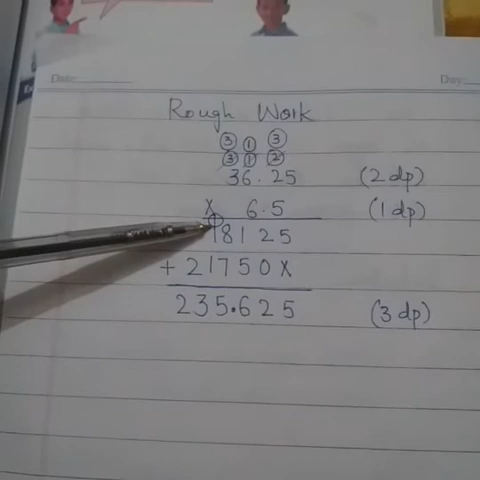 Date:
Day:
Rough Work
③ ① ③
③ ① ②
36.25 (2 dp)
x 6.5 (1 dp)
①
18125
+ 21750x
235.625 (3 dp)